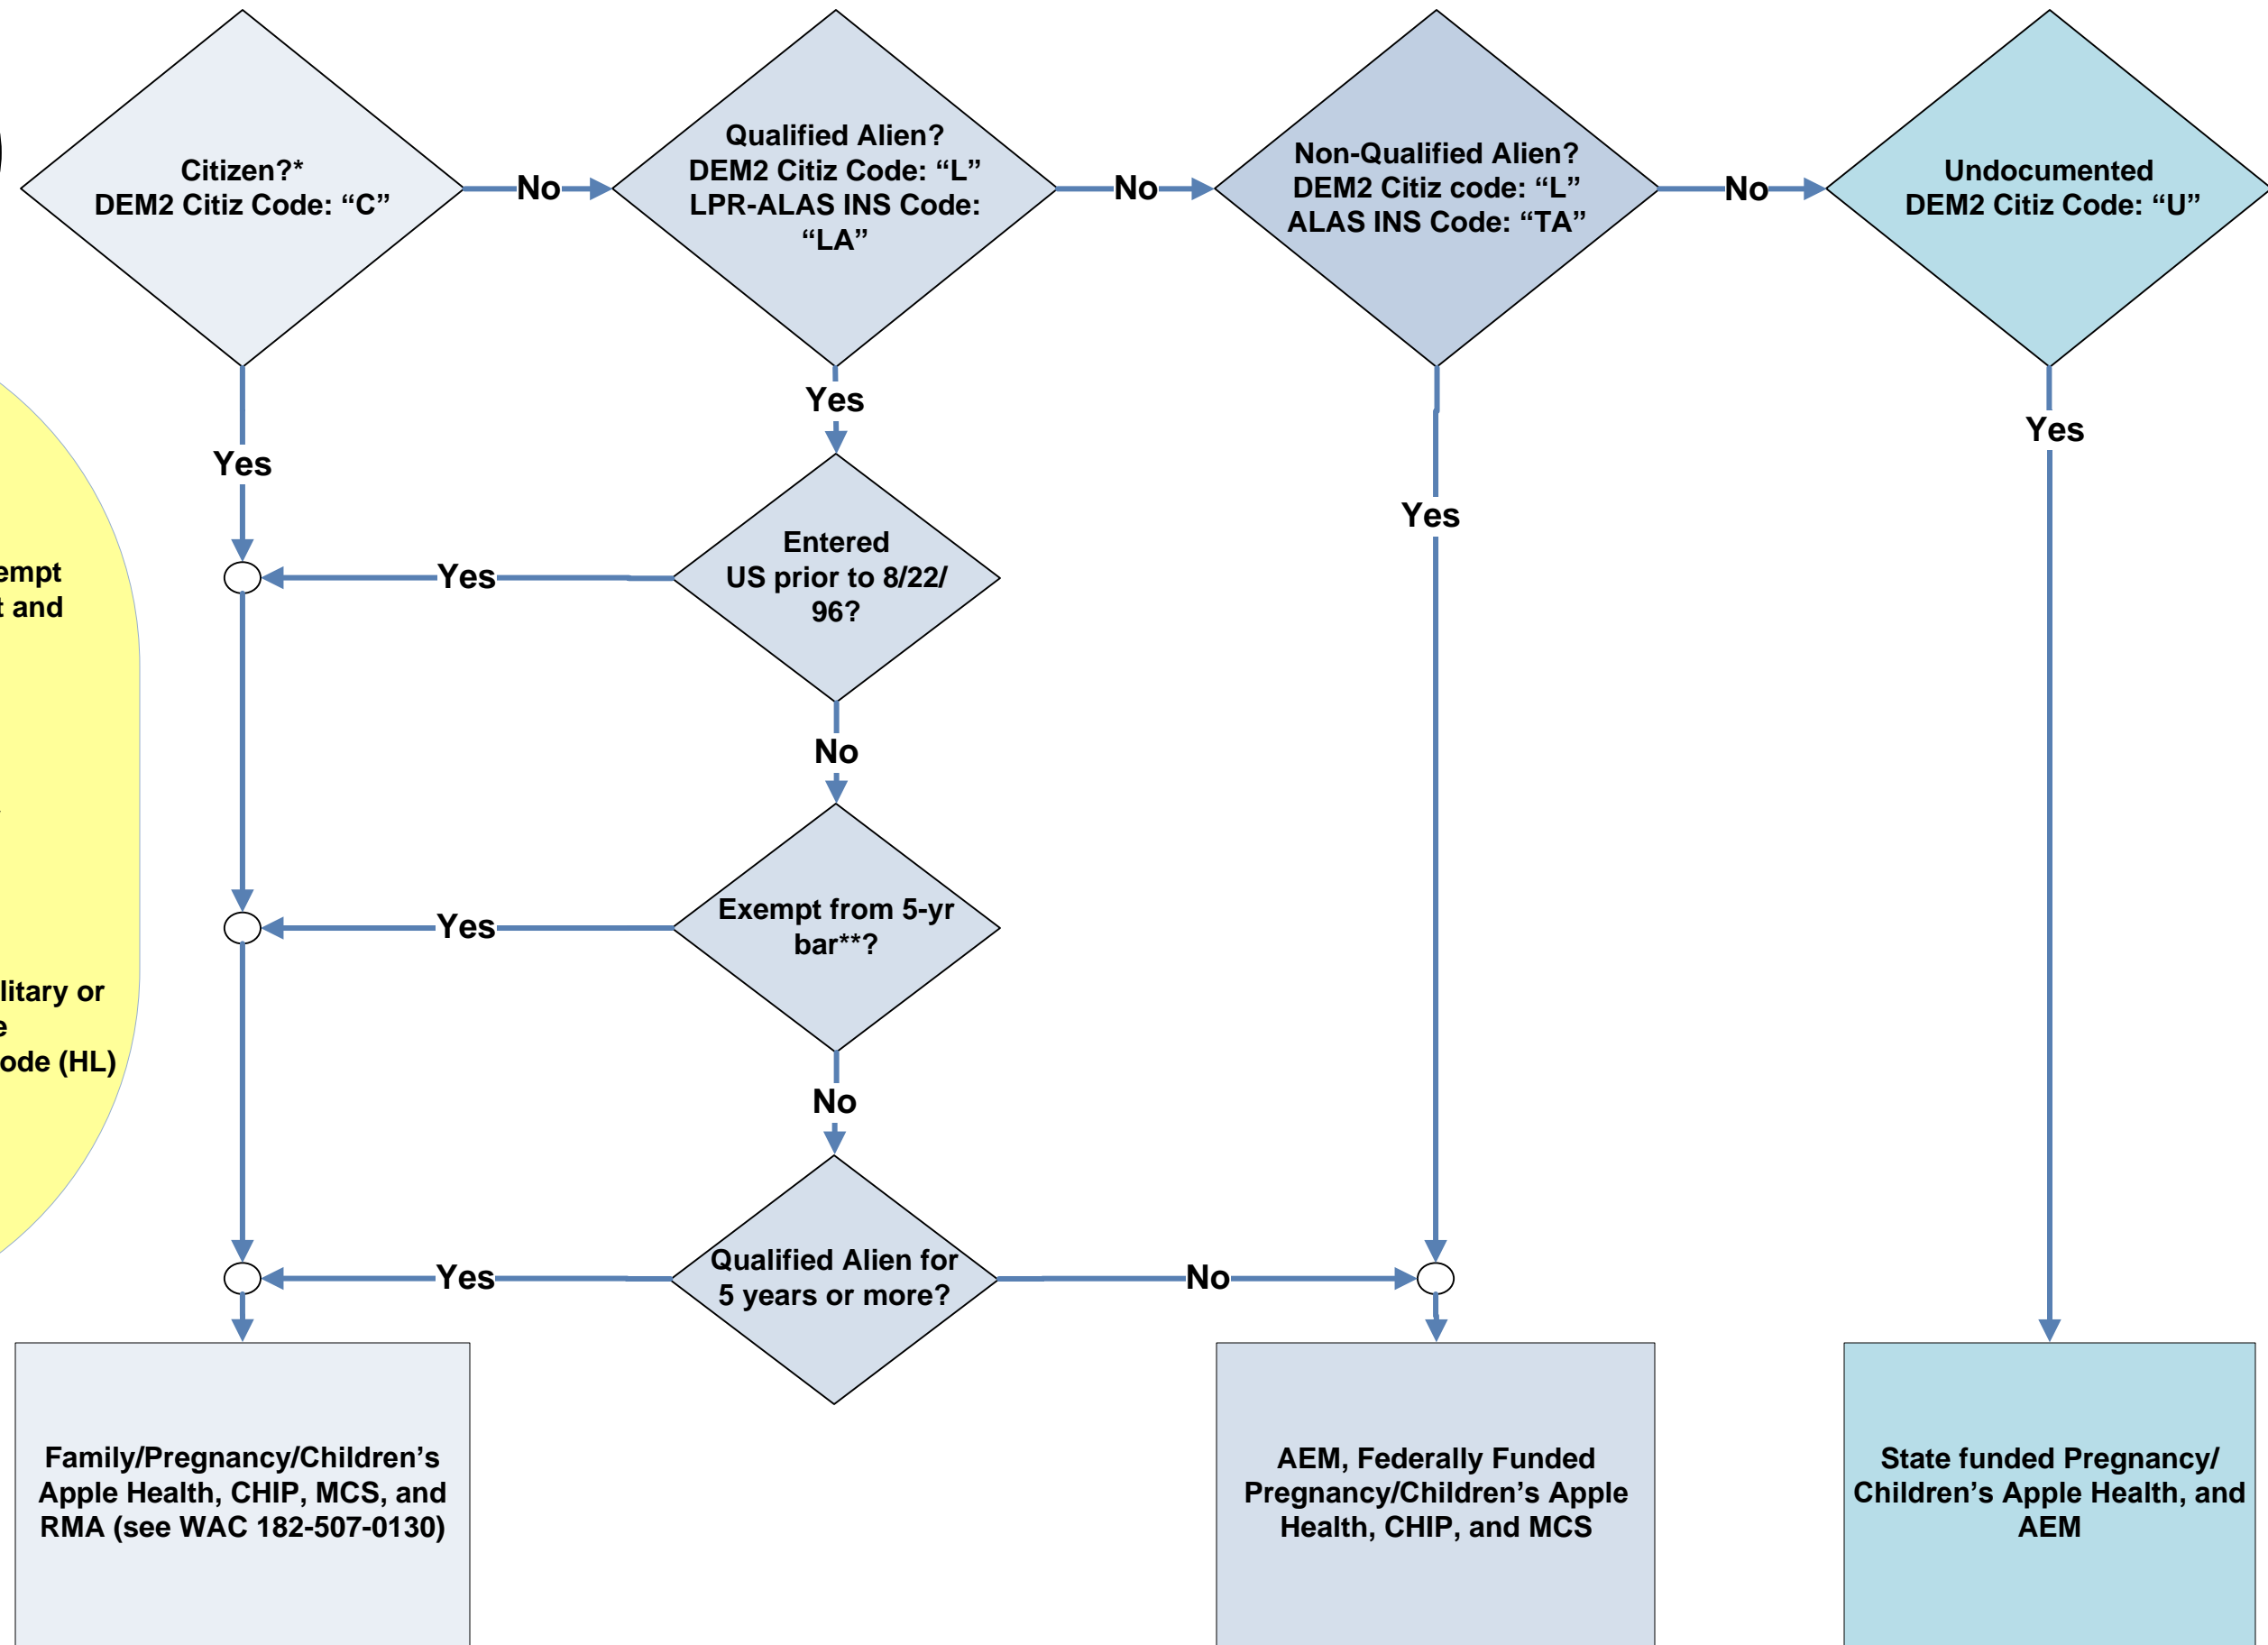 Citizen?*
DEM2 Citiz Code: “C”
No
Qualified Alien?
DEM2 Citiz Code: “L”
LPR-ALAS INS Code:
“LA”
No
Non-Qualified Alien?
DEM2 Citiz code: “L”
ALAS INS Code: “TA”
No
Undocumented
DEM2 Citiz Code: “U”
Yes
Yes
Yes
Yes
empt
t and
Entered
US prior to 8/22/
96?
Yes
No
Exempt from 5-yr
bar**?
Yes
litary or
e
ode (HL)
No
Qualified Alien for
5 years or more?
Yes
No
Family/Pregnancy/Children’s
Apple Health, CHIP, MCS, and
RMA (see WAC 182-507-0130)
AEM, Federally Funded
Pregnancy/Children’s Apple
Health, CHIP, and MCS
State funded Pregnancy/
Children’s Apple Health, and
AEM